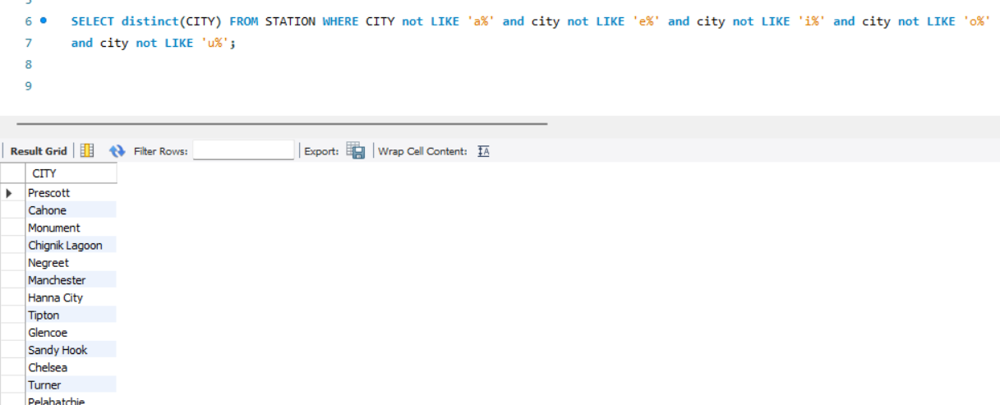 6 SELECT distinct(CITY) FROM STATION WHERE CITY not LIKE 'a%' and city not LIKE 'e%' and city not LIKE 'i%' and city not LIKE 'o%'
7 and city not LIKE 'u%';
8
9
Result Grid Filter Rows: Export: Wrap Cell Content:
CITY
Prescott
Cahone
Monument
Chignik Lagoon
Negreet
Manchester
Hanna City
Tipton
Glencoe
Sandy Hook
Chelsea
Turner
Pelahatchie